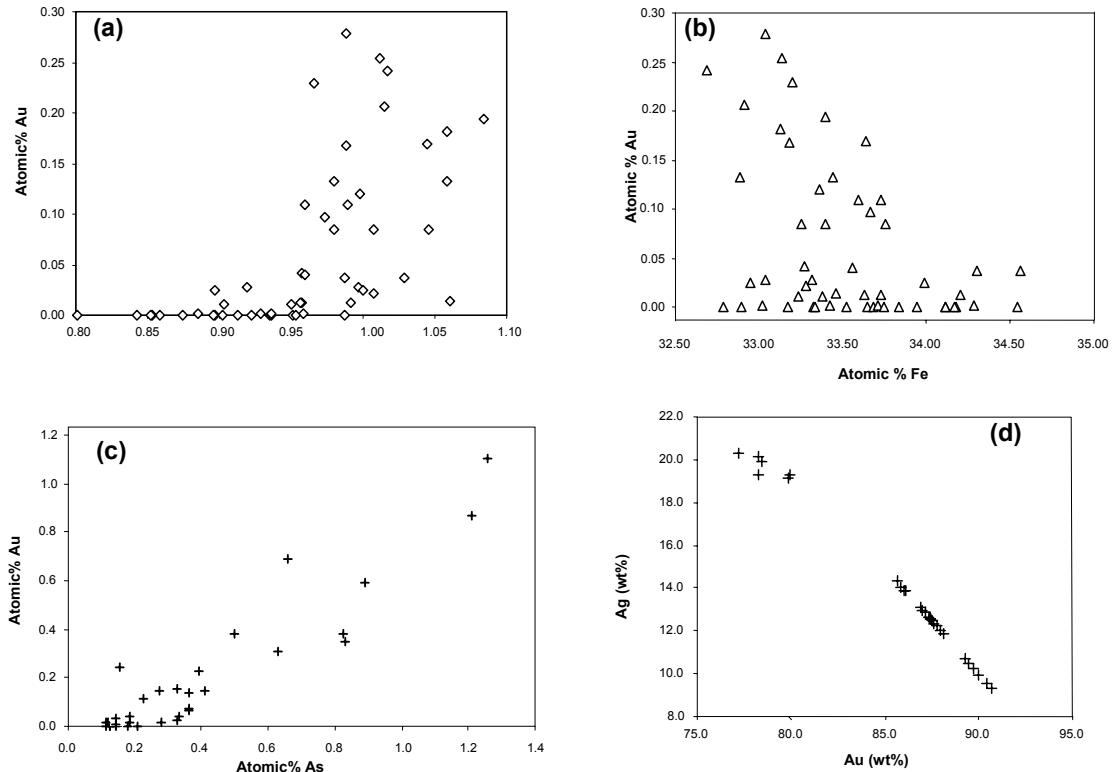 (a)
Atomic% Au
0.30
0.25
0.20
0.15
0.10
0.05
0.00
0.80 0.85 0.90 0.95 1.00 1.05 1.10
(b)
Atomic % Au
0.30
0.25
0.20
0.15
0.10
0.05
0.00
32.50 33.00 33.50 34.00 34.50 35.00
Atomic % Fe
(c)
Atomic% Au
1.2
1.0
0.8
0.6
0.4
0.2
0.0
0.0 0.2 0.4 0.6 0.8 1.0 1.2 1.4
Atomic% As
(d)
Ag (wt%)
22.0
20.0
18.0
16.0
14.0
12.0
10.0
8.0
75.0 80.0 85.0 90.0 95.0
Au (wt%)